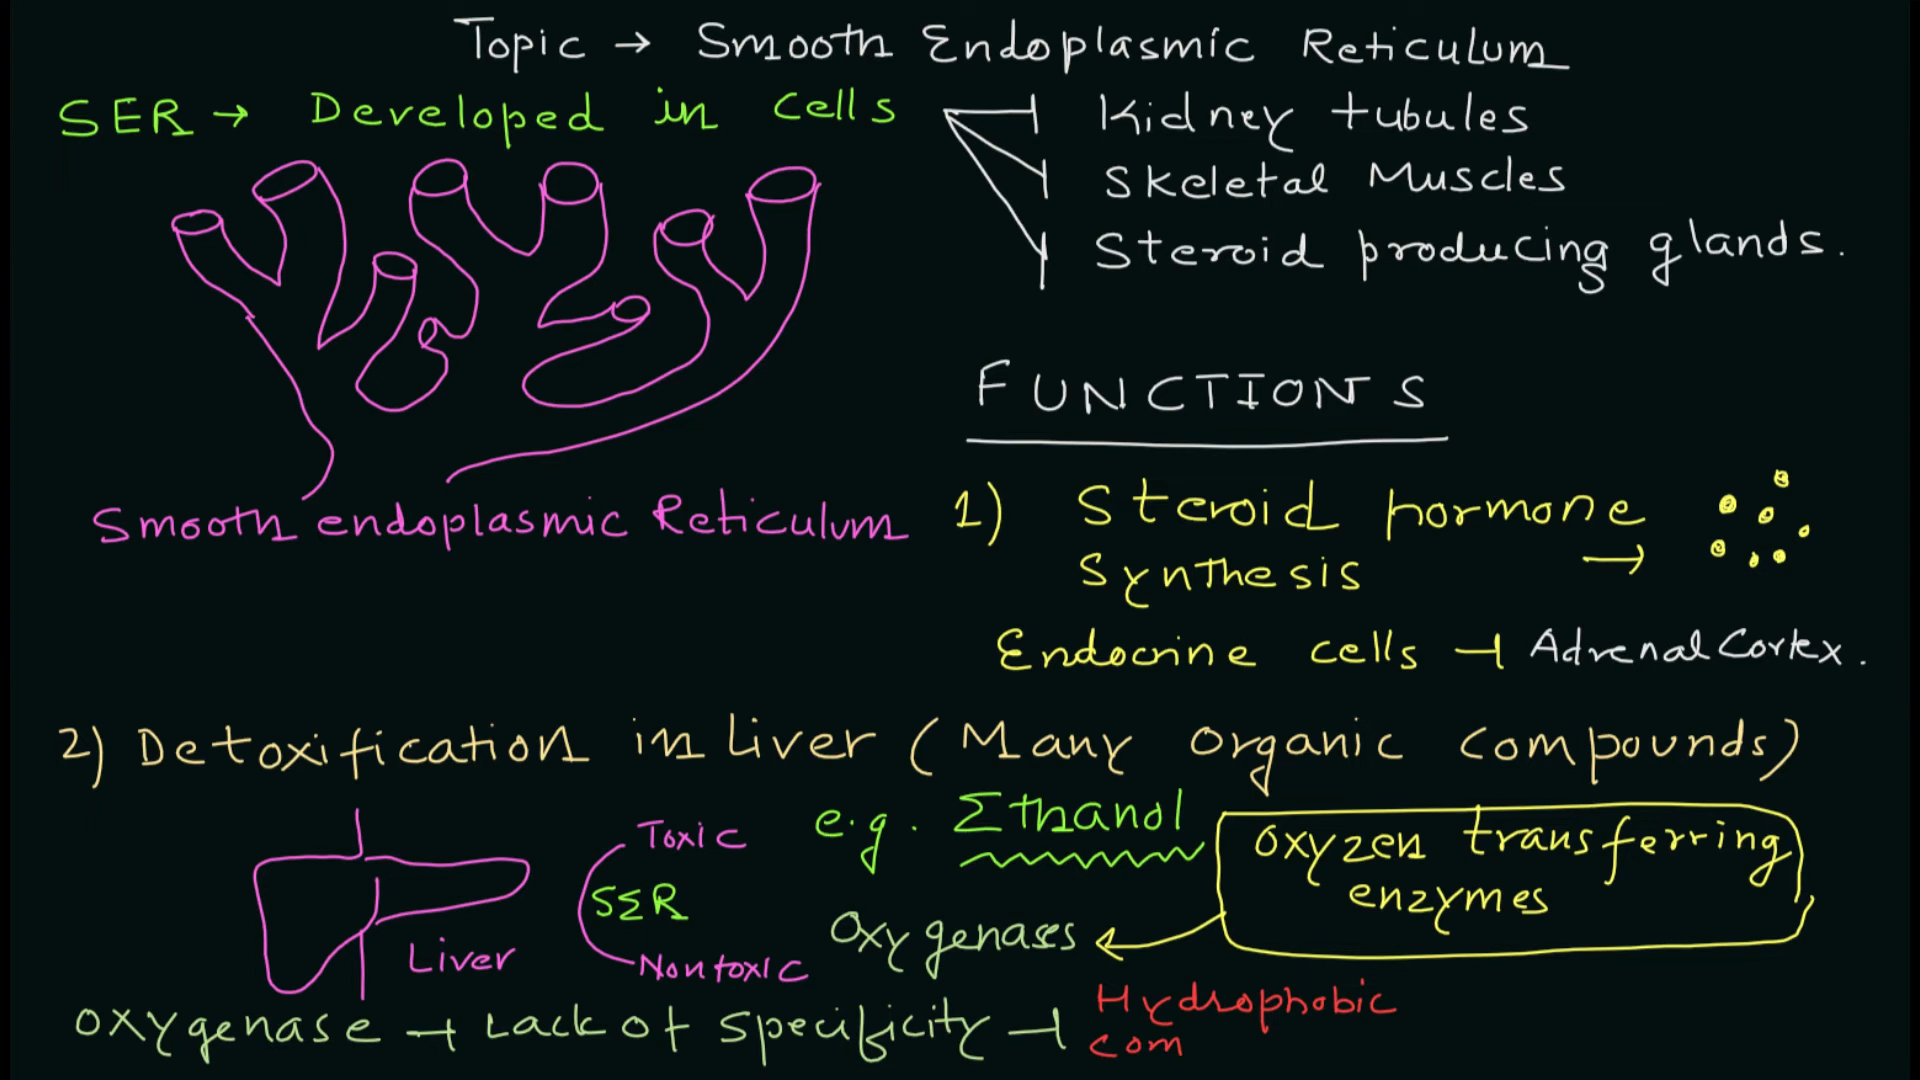 Topic → Smooth Endoplasmic Reticulum
SER → Developed in cells
Kidney tubules
Skeletal Muscles
Steroid producing glands.
Smooth endoplasmic Reticulum
FUNCTIONS
1) Steroid hormone →
Synthesis
Endocrine cells → Adrenal Cortex.
2) Detoxification in Liver (Many organic compounds)
e.g. Ethanol
Oxyzen transferring
enzymes
Oxygenases ←
Toxic
SER
Nontoxic
Liver
Oxygenase → Lack of specificity → Hydrophobic
com